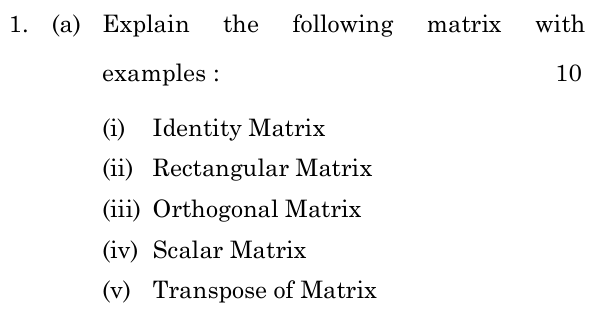 1. (a) Explain the following matrix with
examples : 10
(i) Identity Matrix
(ii) Rectangular Matrix
(iii) Orthogonal Matrix
(iv) Scalar Matrix
(v) Transpose of Matrix